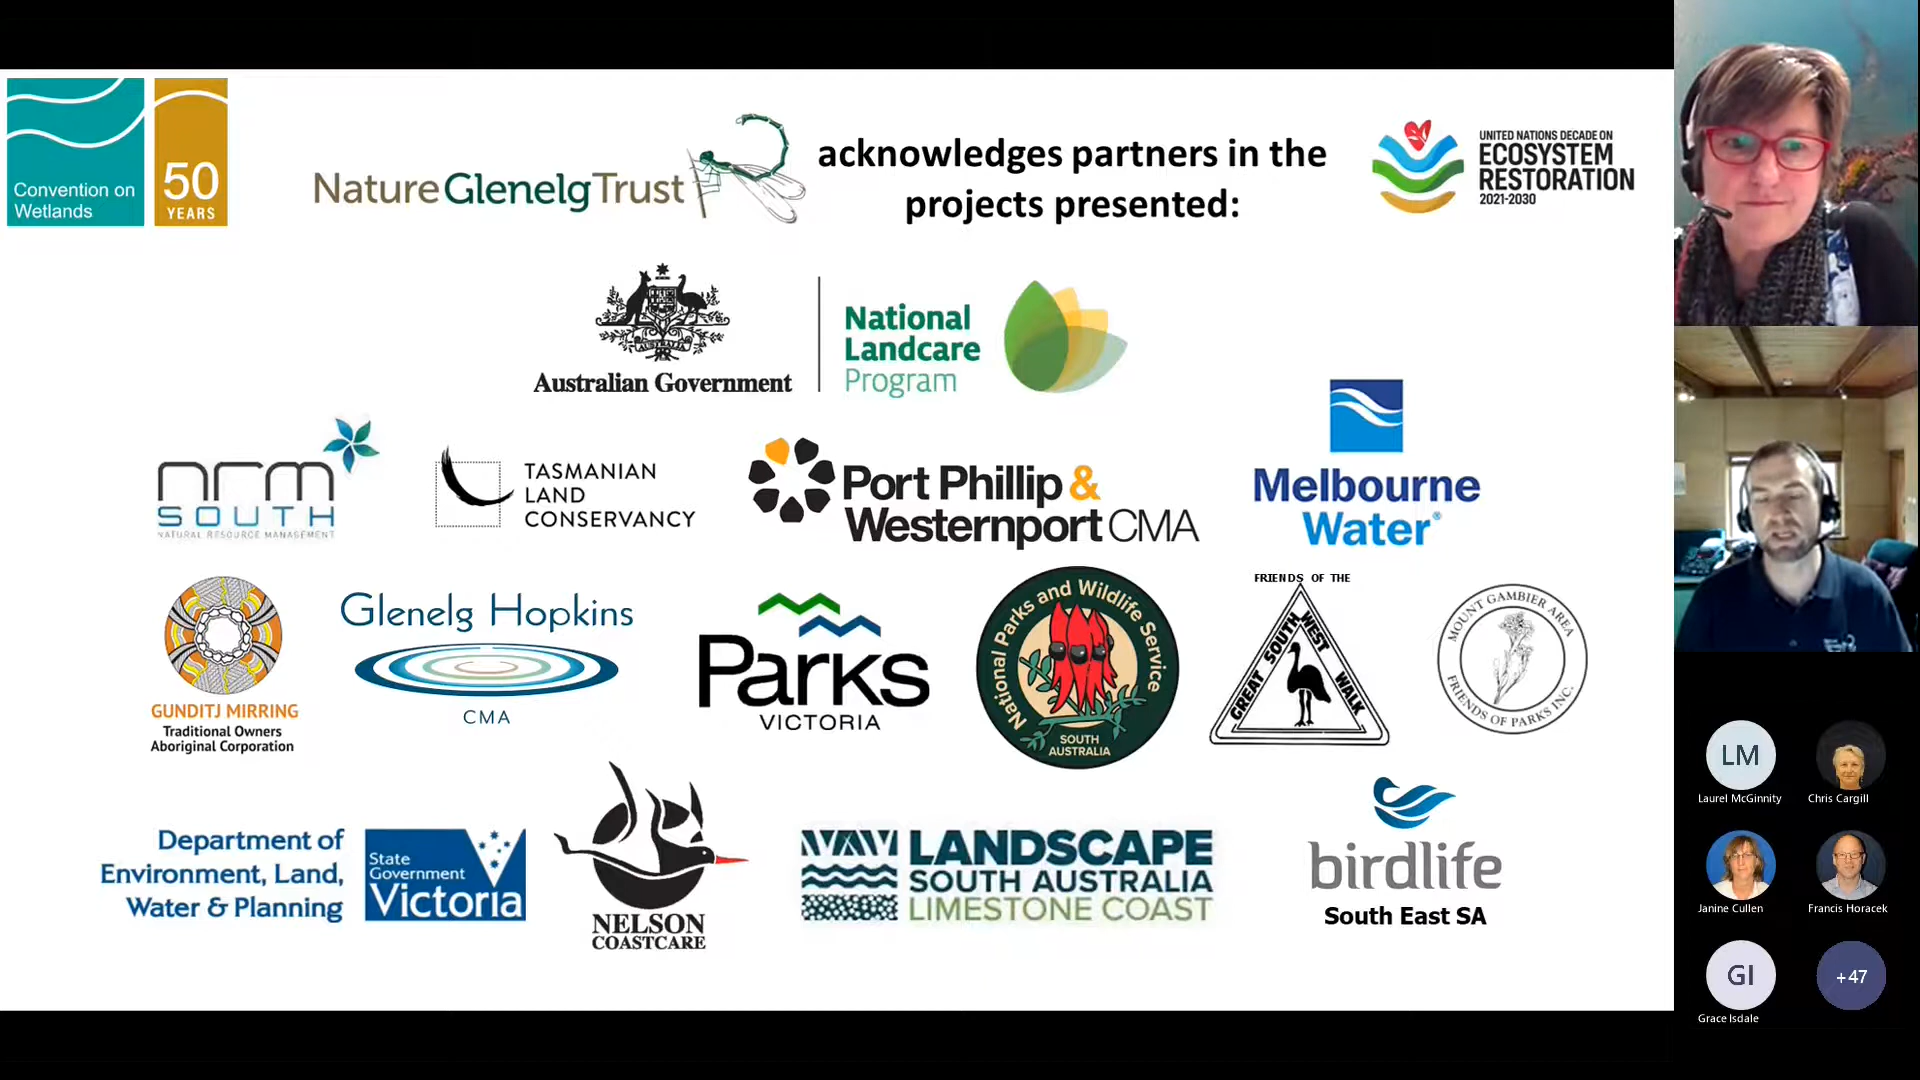 Convention on
Wetlands
50
YEARS
NatureGlenelgTrust
acknowledges partners in the
projects presented:
UNITED NATIONS DECADE ON
ECOSYSTEM
RESTORATION
2021-2030
AUSTRALIA
Australian Government
National
Landcare
Program
nrm
SOUTH
NATURAL RESOURCE MANAGEMENT
TASMANIAN
LAND
CONSERVANCY
Port Phillip &
Westernport CMA
Melbourne
Water
GUNDITJ MIRRING
Traditional Owners
Aboriginal Corporation
Glenelg Hopkins
CMA
Parks
VICTORIA
National Parks and Wildlife Service
SOUTH
AUSTRALIA
FRIENDS OF THE
GREAT SOUTH WEST WALK
MOUNT GAMBIER AREA
FRIENDS OF PARKS INC.
Department of
Environment, Land,
Water & Planning
State
Government
Victoria
NELSON
COASTCARE
LANDSCAPE
SOUTH AUSTRALIA
LIMESTONE COAST
birdlife
South East SA
LM
Laurel McGinnity
Chris Cargill
Janine Cullen
Francis Horacek
GI
+47
Grace Isdale